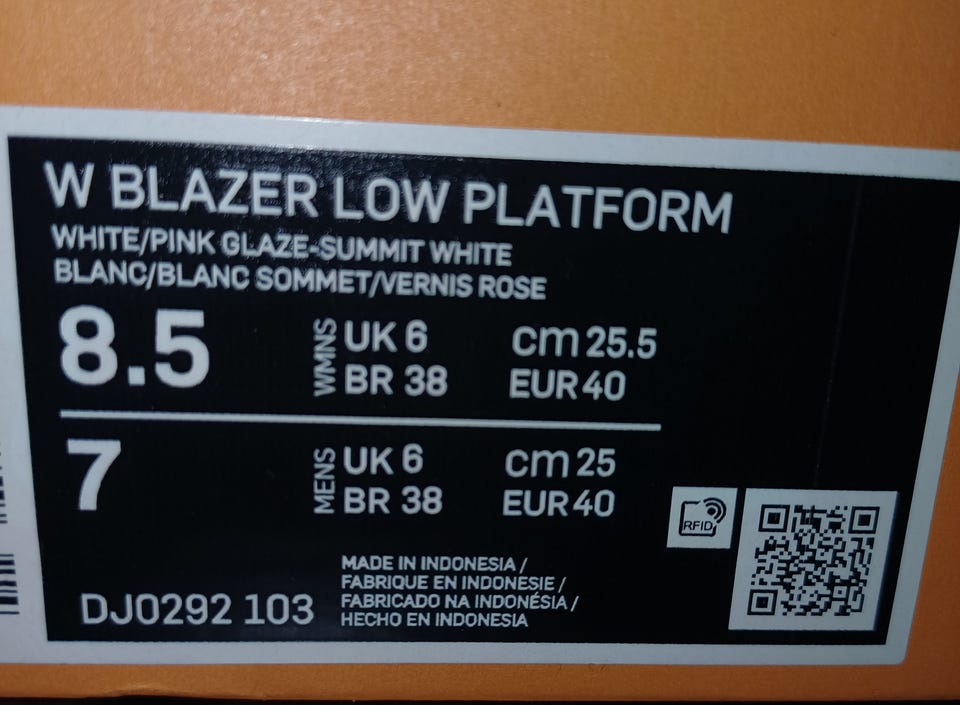 W BLAZER LOW PLATFORM
WHITE/PINK GLAZE-SUMMIT WHITE
BLANC/BLANC SOMMET/VERNIS ROSE
8.5
WMNS
UK 6
cm 25.5
BR 38
EUR 40
7
MENS
UK 6
cm 25
BR 38
EUR 40
RFID
MADE IN INDONESIA /
FABRIQUE EN INDONESIE /
FABRICADO NA INDONÉSIA /
HECHO EN INDONESIA
DJ0292 103